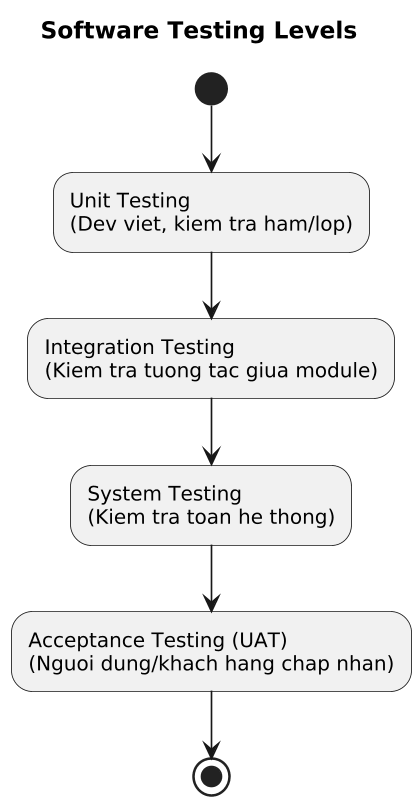 Software Testing Levels
Unit Testing
(Dev viet, kiem tra ham/lop)
Integration Testing
(Kiem tra tuong tac giua module)
System Testing
(Kiem tra toan he thong)
Acceptance Testing (UAT)
(Nguoi dung/khach hang chap nhan)